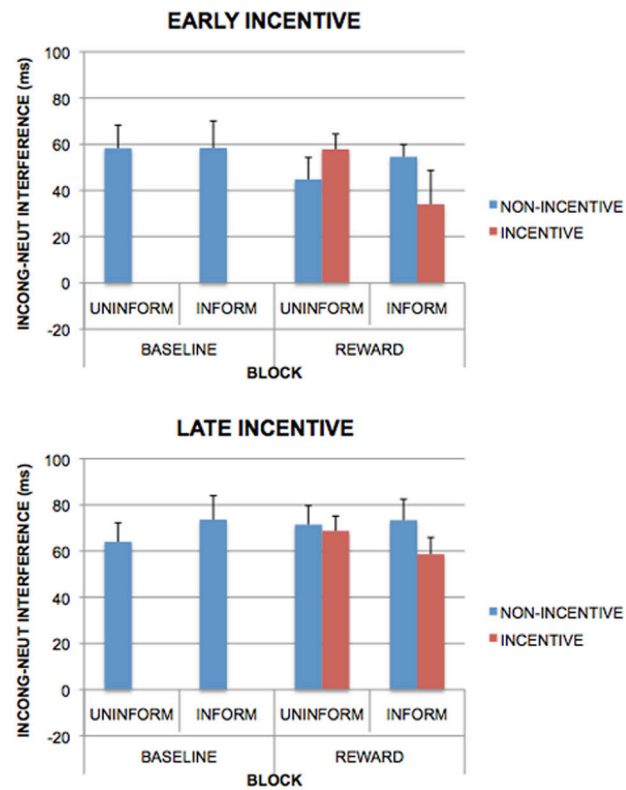 EARLY INCENTIVE
INCONG-NEUT INTERFERENCE (ms)
100
80
60
40
20
0
-20
UNINFORM INFORM UNINFORM INFORM
BASELINE REWARD
BLOCK
NON-INCENTIVE
INCENTIVE
LATE INCENTIVE
INCONG-NEUT INTERFERENCE (ms)
100
80
60
40
20
0
-20
UNINFORM INFORM UNINFORM INFORM
BASELINE REWARD
BLOCK
NON-INCENTIVE
INCENTIVE